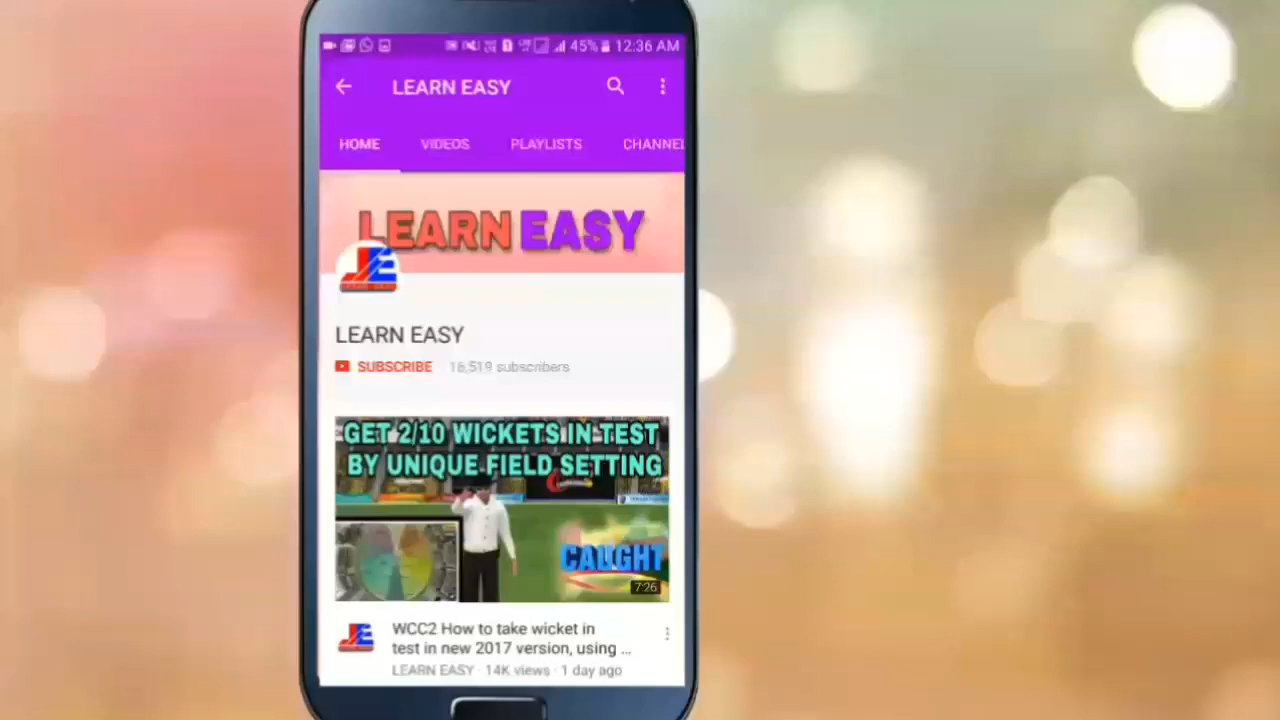 45% 12:36 AM
LEARN EASY
HOME VIDEOS PLAYLISTS CHANNEL
LEARN EASY
LEARN EASY
SUBSCRIBE 16,519 subscribers
GET 2/10 WICKETS IN TEST
BY UNIQUE FIELD SETTING
CAUGHT
7:26
WCC2 How to take wicket in
test in new 2017 version, using ...
LEARN EASY · 14K views · 1 day ago